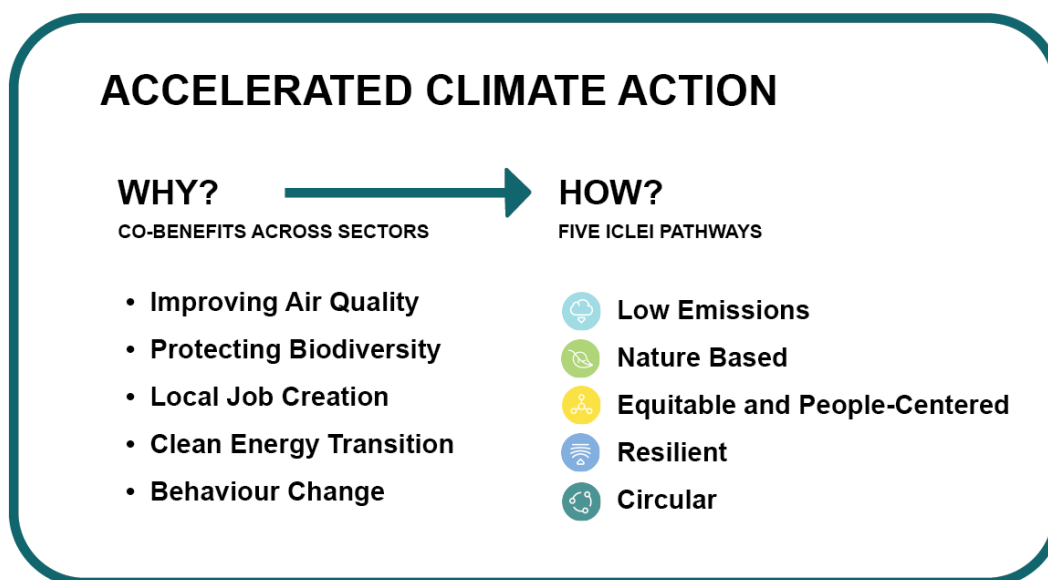 ACCELERATED CLIMATE ACTION
WHY?
CO-BENEFITS ACROSS SECTORS
• Improving Air Quality
• Protecting Biodiversity
• Local Job Creation
• Clean Energy Transition
• Behaviour Change
HOW?
FIVE ICLEI PATHWAYS
Low Emissions
Nature Based
Equitable and People-Centered
Resilient
Circular